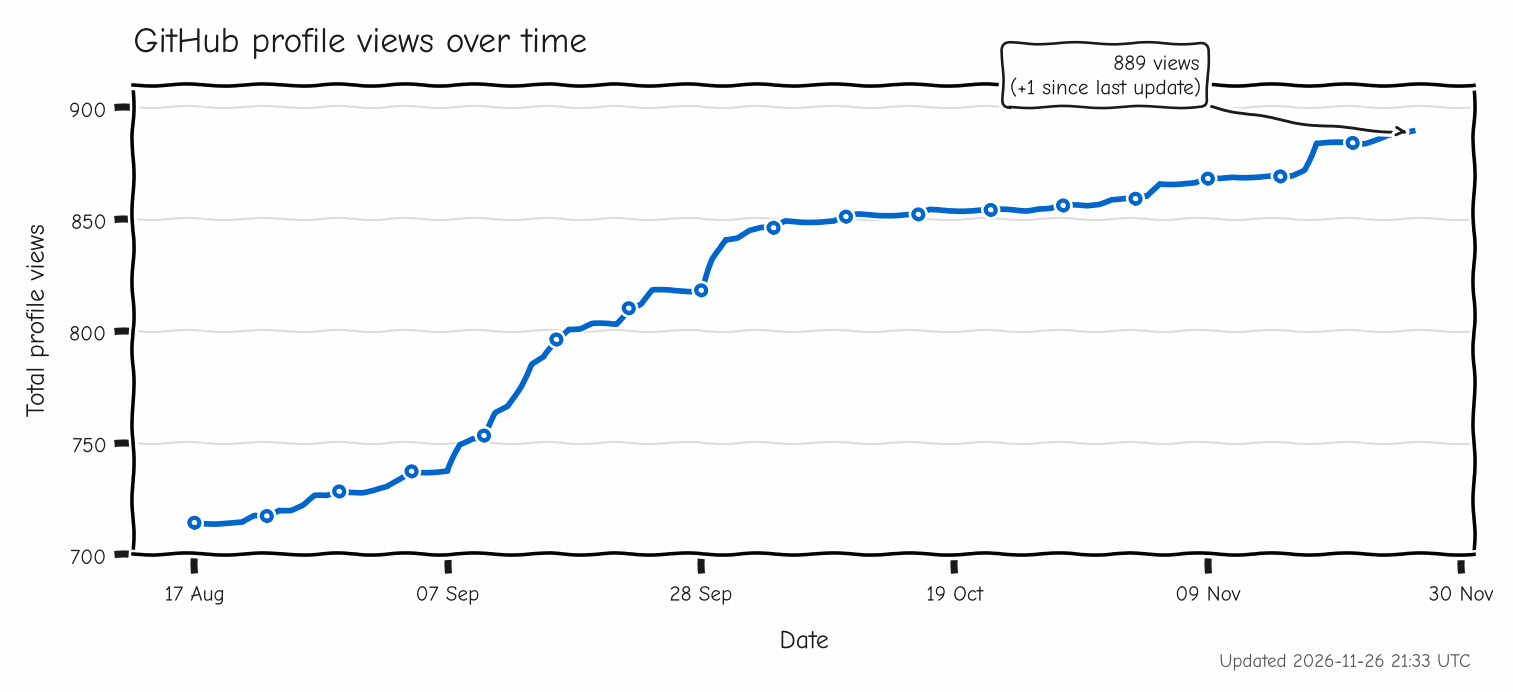 GitHub profile views over time
889 views
(+1 since last update)
Total profile views
900
850
800
750
700
17 Aug
07 Sep
28 Sep
19 Oct
09 Nov
30 Nov
Date
Updated 2026-11-26 21:33 UTC